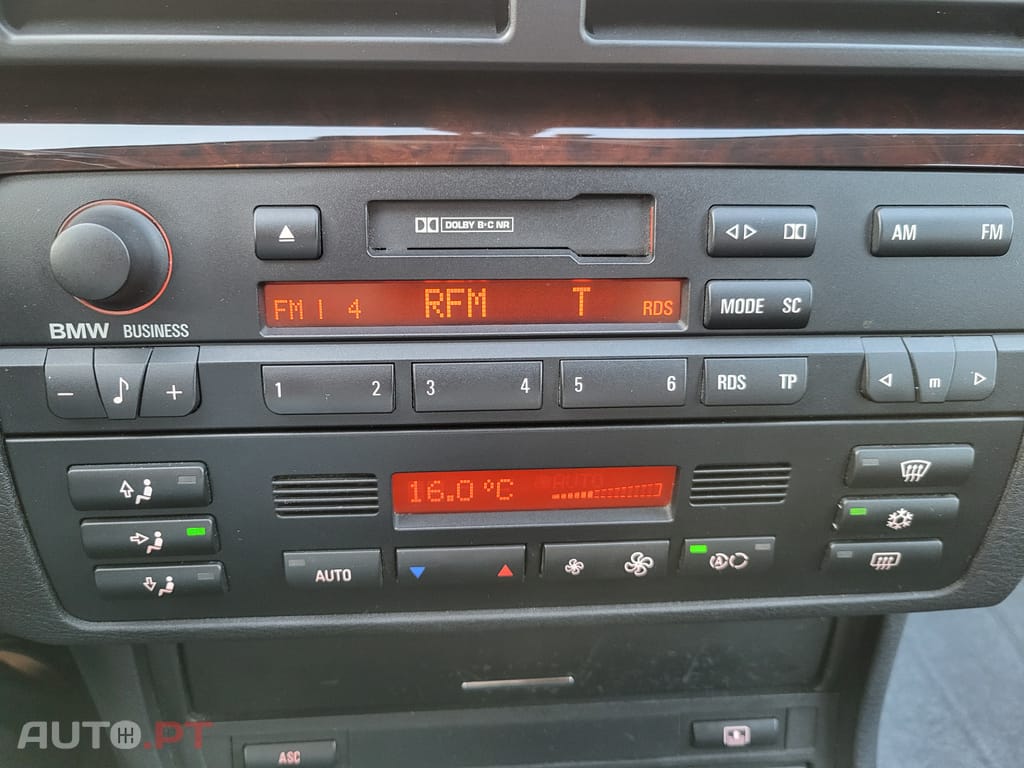 DOLBY B·C NR
AM FM
FM I 4 RFM T RDS
MODE SC
BMW BUSINESS
- + 1 2 3 4 5 6 RDS TP m
16.0°C AUTO
AUTO A
AUTO.PT
ASC